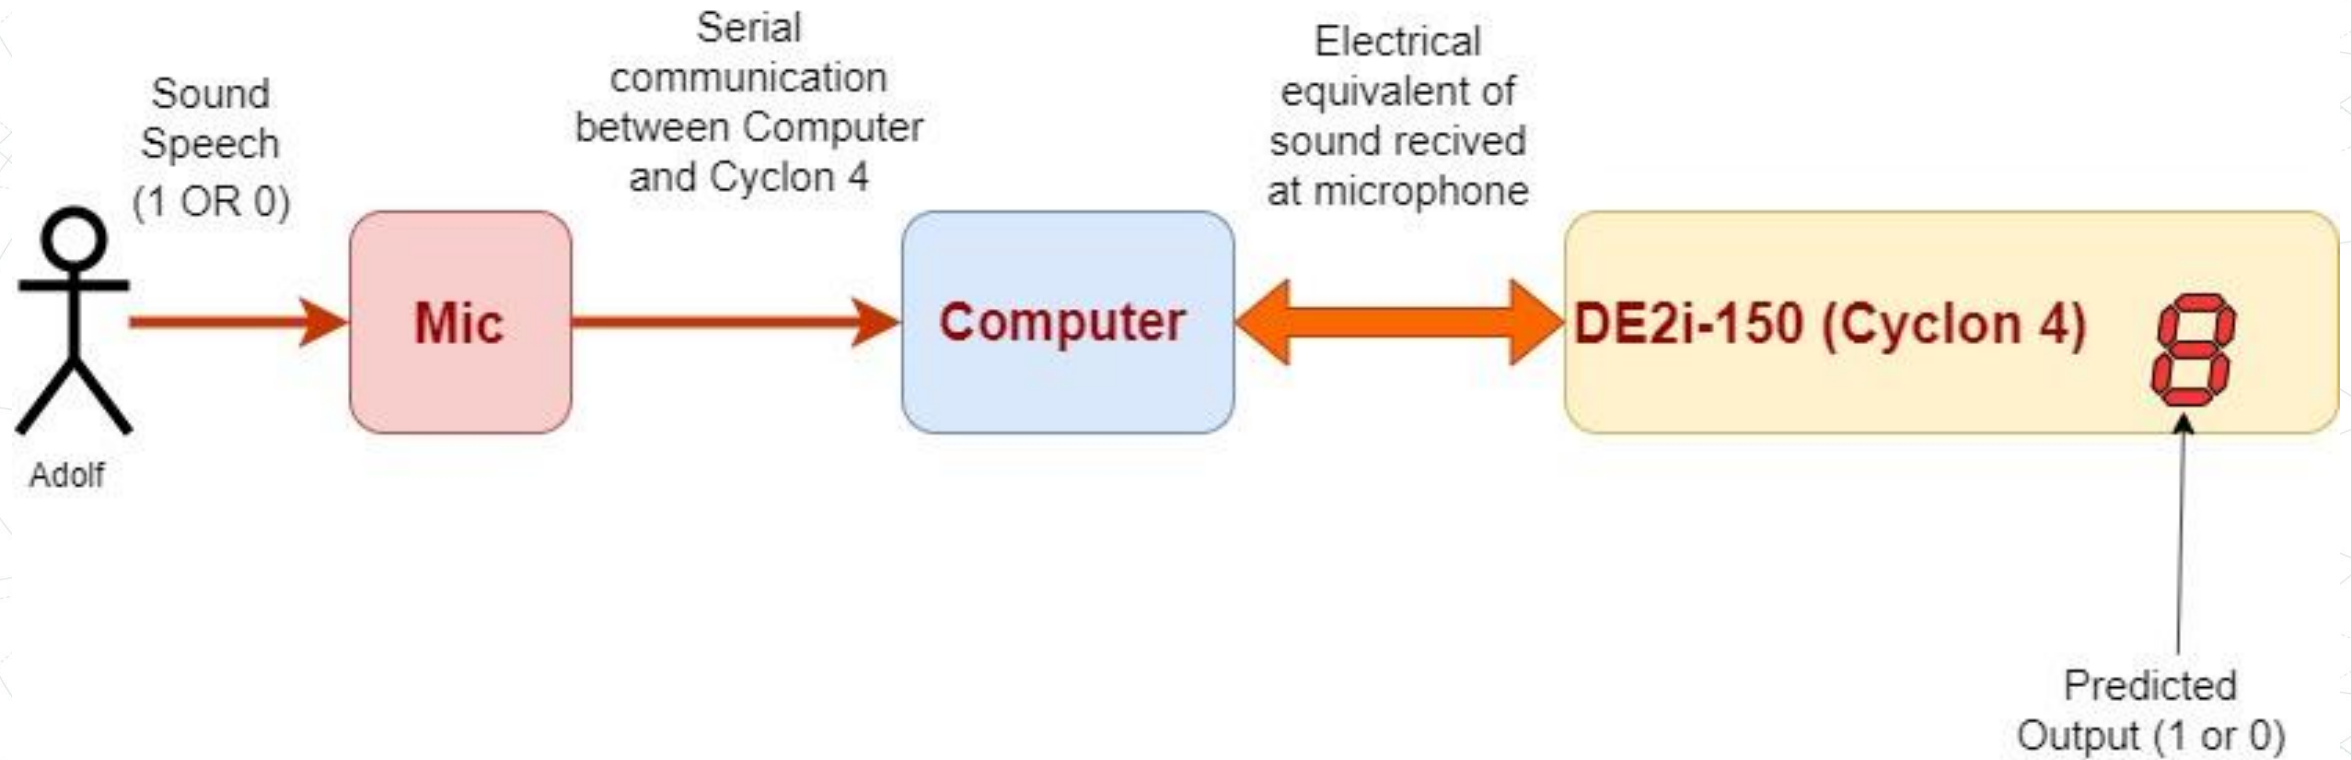 Sound
Speech
(1 OR 0)
Serial
communication
between Computer
and Cyclon 4
Electrical
equivalent of
sound recived
at microphone
Adolf
Mic
Computer
DE2i-150 (Cyclon 4)
8
Predicted
Output (1 or 0)